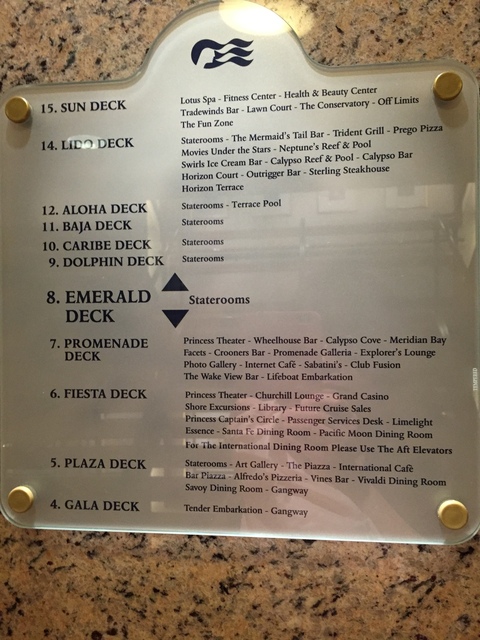 15. SUN DECK
Lotus Spa - Fitness Center - Health & Beauty Center
Tradewinds Bar - Lawn Court - The Conservatory - Off Limits
The Fun Zone
14. LIDO DECK
Staterooms - The Mermaid's Tail Bar - Trident Grill - Prego Pizza
Movies Under the Stars - Neptune's Reef & Pool
Swirls Ice Cream Bar - Calypso Reef & Pool - Calypso Bar
Horizon Court - Outrigger Bar - Sterling Steakhouse
Horizon Terrace
12. ALOHA DECK
Staterooms - Terrace Pool
11. BAJA DECK
Staterooms
10. CARIBE DECK
Staterooms
9. DOLPHIN DECK
Staterooms
8. EMERALD
DECK
Staterooms
7. PROMENADE
DECK
Princess Theater - Wheelhouse Bar - Calypso Cove - Meridian Bay
Facets - Crooners Bar - Promenade Galleria - Explorer's Lounge
Photo Gallery - Internet Café - Sabatini's - Club Fusion
The Wake View Bar - Lifeboat Embarkation
6. FIESTA DECK
Princess Theater - Churchill Lounge - Grand Casino
Shore Excursions - Library - Future Cruise Sales
Princess Captain's Circle - Passenger Services Desk - Limelight
Essence - Santa Fe Dining Room - Pacific Moon Dining Room
For The International Dining Room Please Use The Aft Elevators
5. PLAZA DECK
Staterooms - Art Gallery - The Piazza - International Cafè
Bar Piazza - Alfredo's Pizzeria - Vines Bar - Vivaldi Dining Room
Savoy Dining Room - Gangway
4. GALA DECK
Tender Embarkation - Gangway